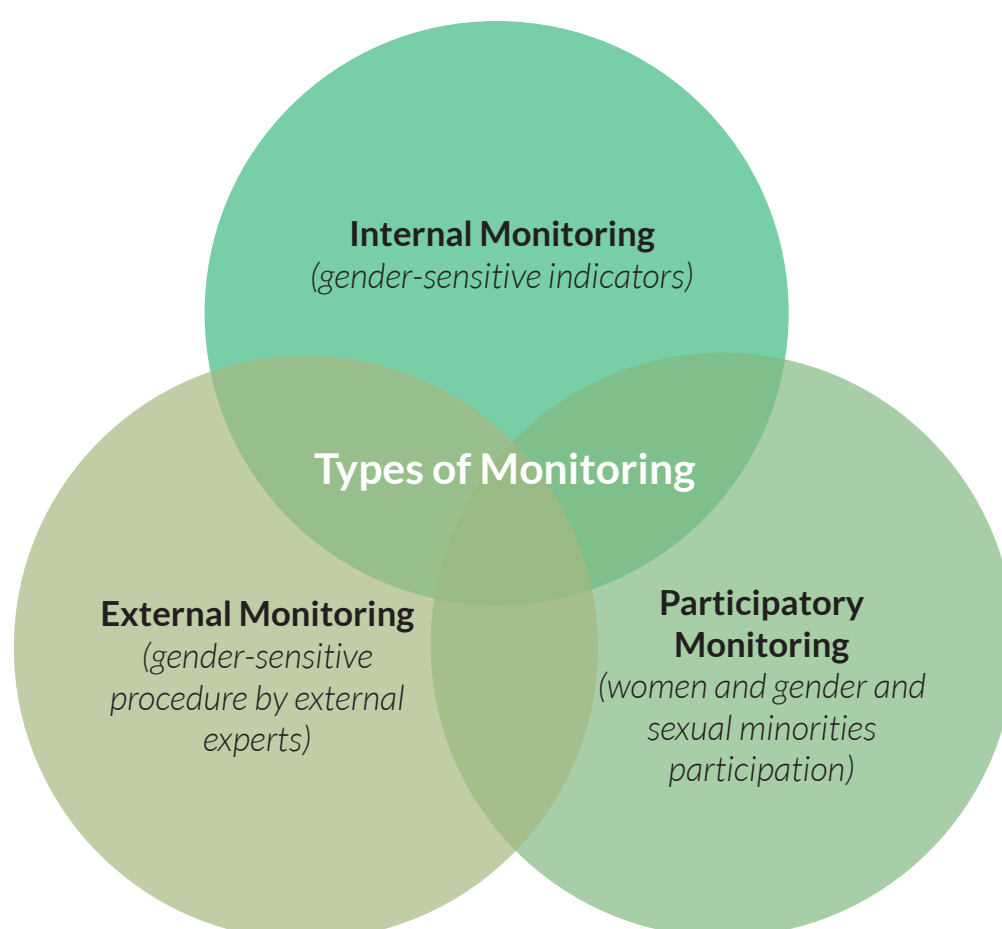 Internal Monitoring
(gender-sensitive indicators)
Types of Monitoring
External Monitoring
(gender-sensitive
procedure by external
experts)
Participatory
Monitoring
(women and gender and
sexual minorities
participation)